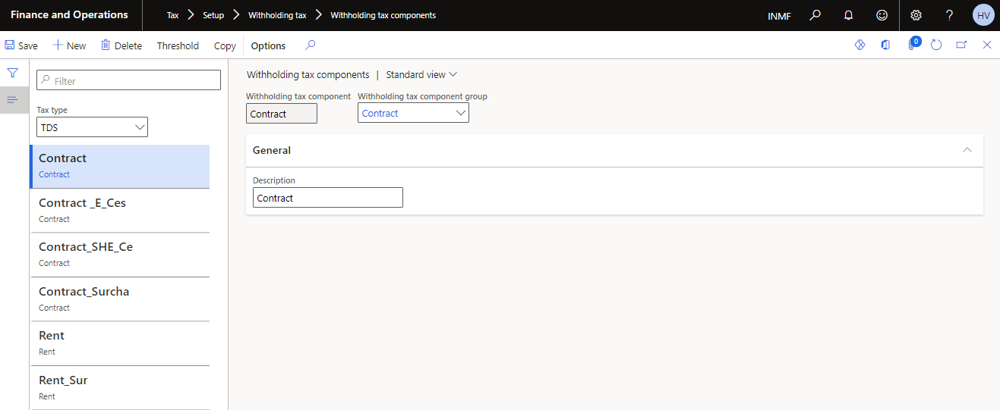 Finance and Operations
Tax > Setup > Withholding tax > Withholding tax components
INMF
?
HV
Save
New
Delete
Threshold
Copy
Options
0
Filter
Tax type
TDS
Contract
Contract
Contract _E_Ces
Contract
Contract_SHE_Ce
Contract
Contract_Surcha
Contract
Rent
Rent
Rent_Sur
Rent
Withholding tax components | Standard view
Withholding tax component
Contract
Withholding tax component group
Contract
General
Description
Contract